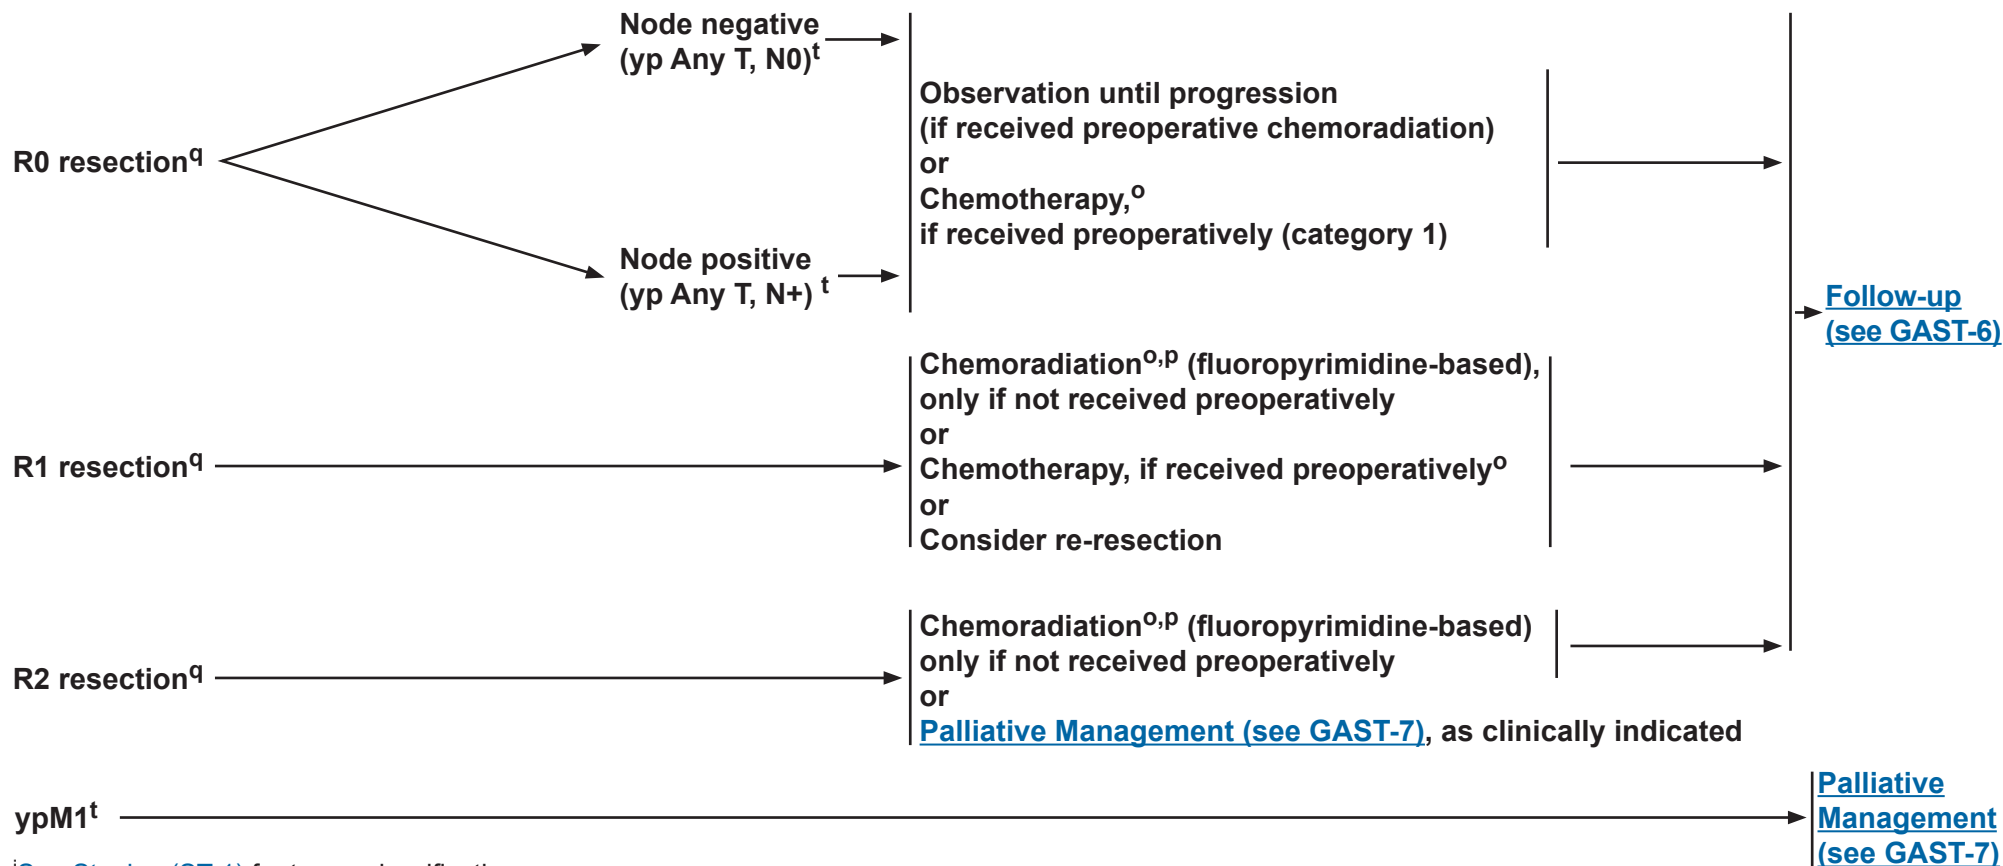 Node negative
(yp Any T, N0)t
Observation until progression
(if received preoperative chemoradiation)
or
Chemotherapy,o
if received preoperatively (category 1)
R0 resectionq
Node positive
(yp Any T, N+) t
Follow-up
(see GAST-6)
Chemoradiationo,p (fluoropyrimidine-based),
only if not received preoperatively
or
R1 resectionq
Chemotherapy, if received preoperativelyo
or
Consider re-resection
Chemoradiationo,p (fluoropyrimidine-based)
only if not received preoperatively
R2 resectionq
or
Palliative Management (see GAST-7), as clinically indicated
ypM1t
Palliative
Management
(see GAST-7)